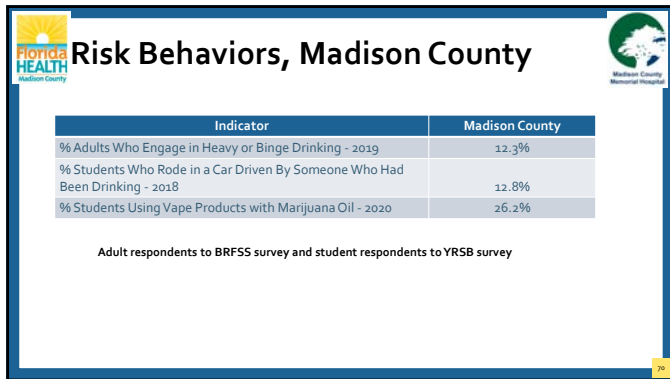 Florida
HEALTH
Madison County
Risk Behaviors, Madison County
Madison County
Memorial Hospital
Indicator Madison County
% Adults Who Engage in Heavy or Binge Drinking - 2019 12.3%
% Students Who Rode in a Car Driven By Someone Who Had
Been Drinking - 2018 12.8%
% Students Using Vape Products with Marijuana Oil - 2020 26.2%
Adult respondents to BRFSS survey and student respondents to YRSB survey
70